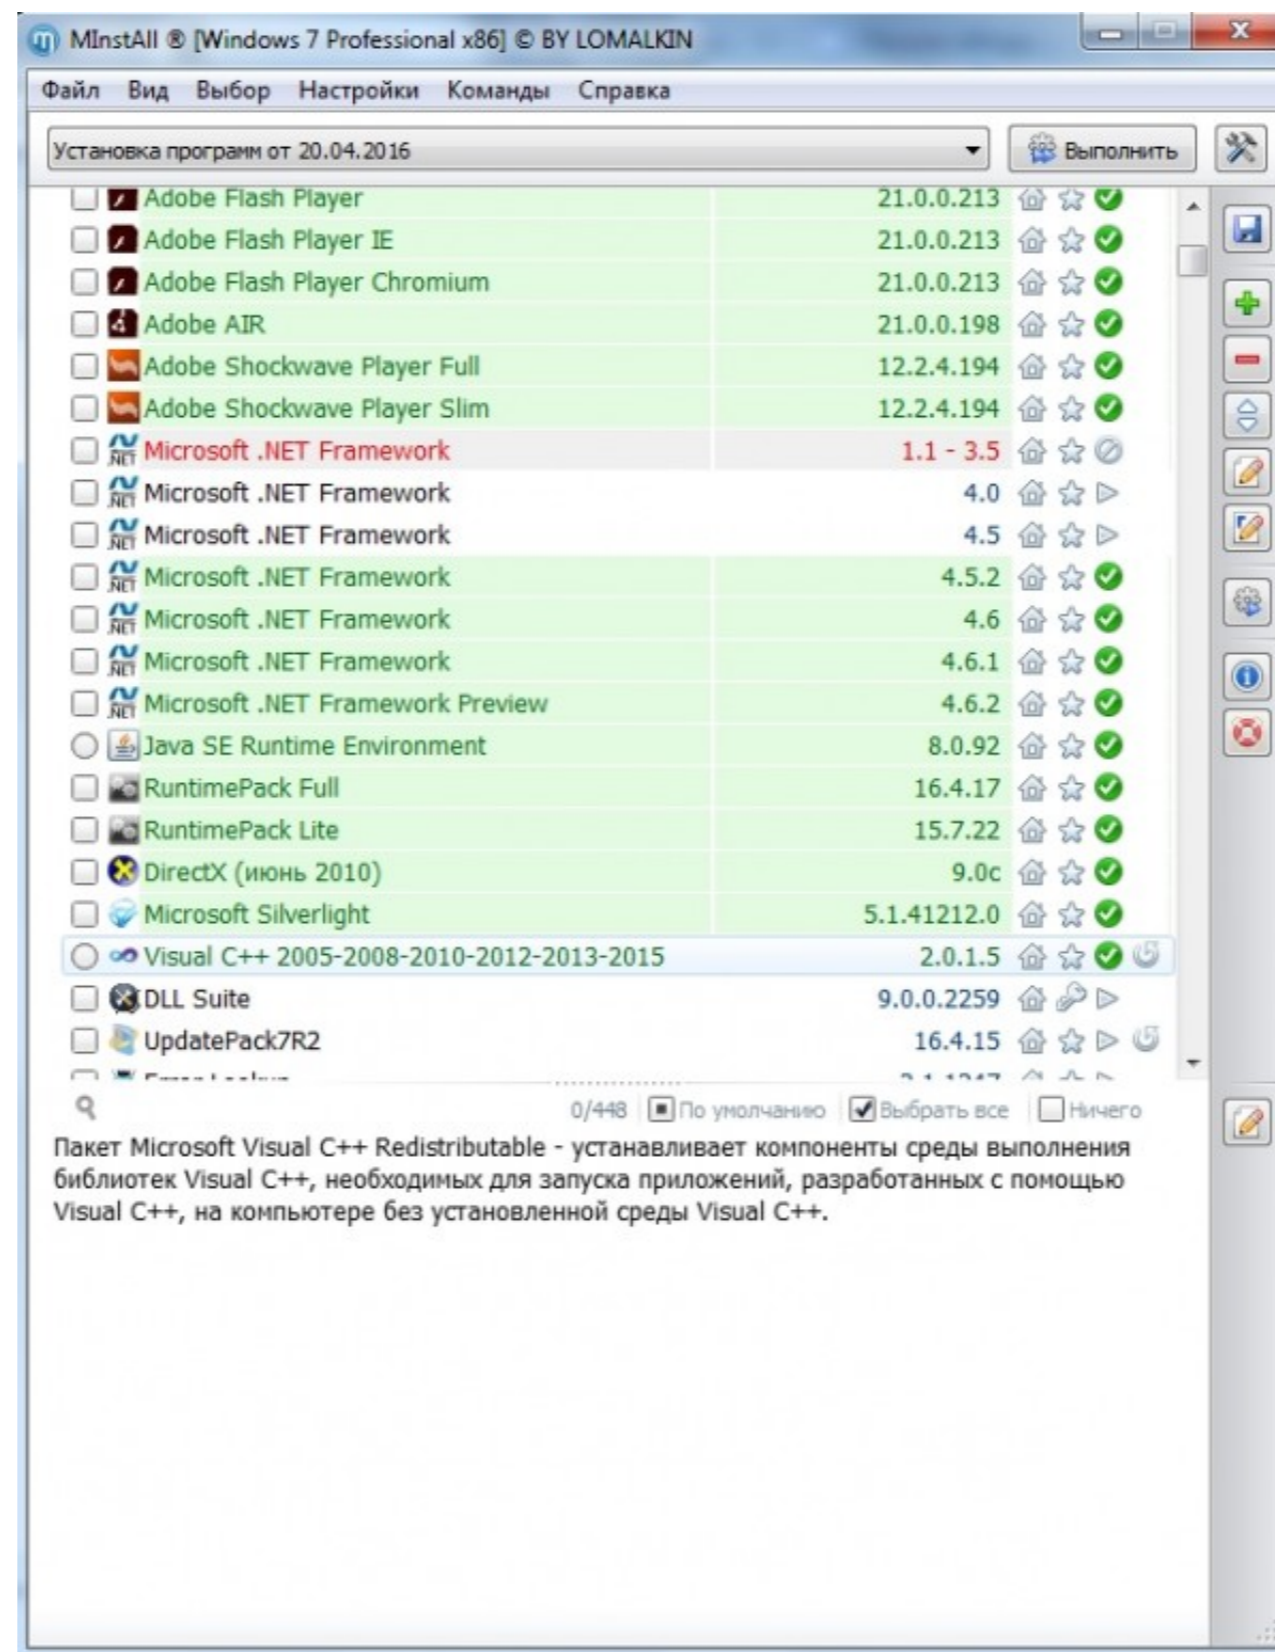 MInstAll ® [Windows 7 Professional x86] © BY LOMALKIN
Файл Вид Выбор Настройки Команды Справка
Установка программ от 20.04.2016 Выполнить
Adobe Flash Player 21.0.0.213
Adobe Flash Player IE 21.0.0.213
Adobe Flash Player Chromium 21.0.0.213
Adobe AIR 21.0.0.198
Adobe Shockwave Player Full 12.2.4.194
Adobe Shockwave Player Slim 12.2.4.194
.NET Microsoft .NET Framework 1.1 - 3.5
.NET Microsoft .NET Framework 4.0
.NET Microsoft .NET Framework 4.5
.NET Microsoft .NET Framework 4.5.2
.NET Microsoft .NET Framework 4.6
.NET Microsoft .NET Framework 4.6.1
.NET Microsoft .NET Framework Preview 4.6.2
Java SE Runtime Environment 8.0.92
RuntimePack Full 16.4.17
RuntimePack Lite 15.7.22
DirectX (июнь 2010) 9.0c
Microsoft Silverlight 5.1.41212.0
Visual C++ 2005-2008-2010-2012-2013-2015 2.0.1.5
DLL Suite 9.0.0.2259
UpdatePack7R2 16.4.15
0/448 По умолчанию Выбрать все Ничего
Пакет Microsoft Visual C++ Redistributable - устанавливает компоненты среды выполнения
библиотек Visual C++, необходимых для запуска приложений, разработанных с помощью
Visual C++, на компьютере без установленной среды Visual C++.